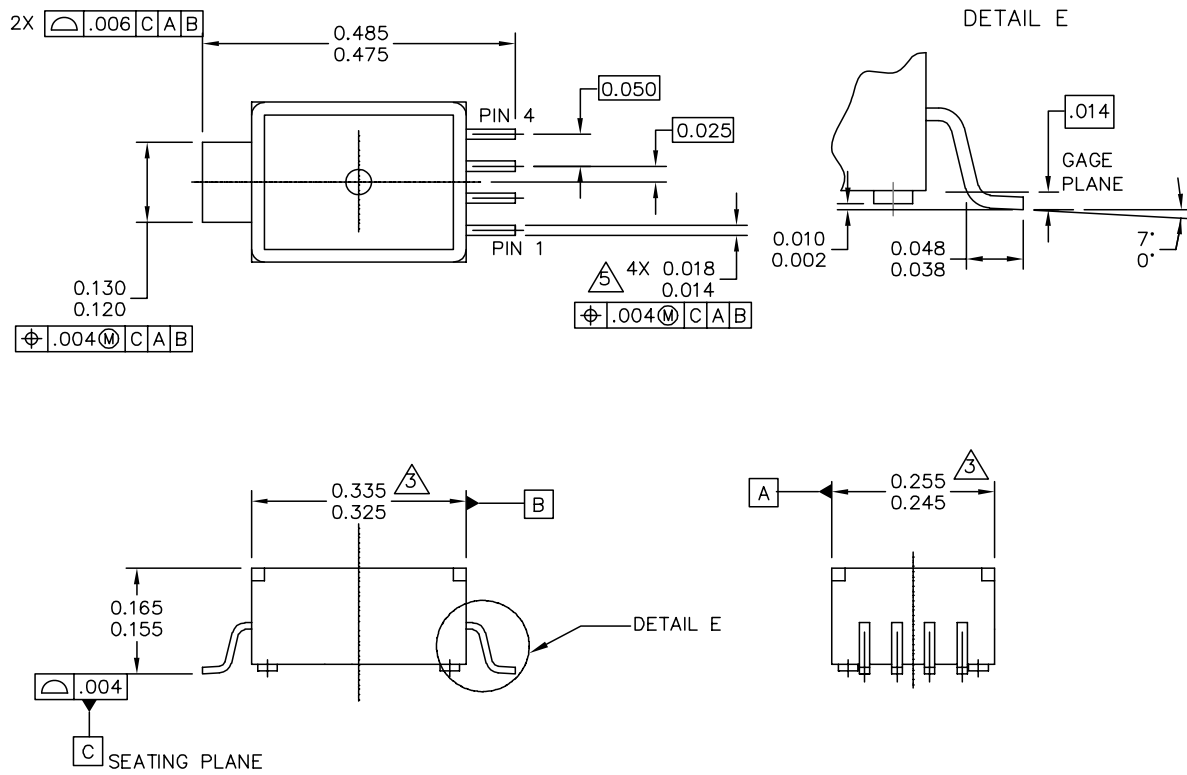 2X ⌓ .006 C A B
0.485
0.475
PIN 4
0.050
0.025
PIN 1
0.130
0.120
⌖ .004 Ⓜ C A B
5 4X 0.018
0.014
⌖ .004 Ⓜ C A B
DETAIL E
.014
GAGE
PLANE
0.010
0.002
0.048
0.038
7°
0°
0.335
0.325
3
B
0.165
0.155
DETAIL E
⌓ .004
C SEATING PLANE
A
0.255
0.245
3